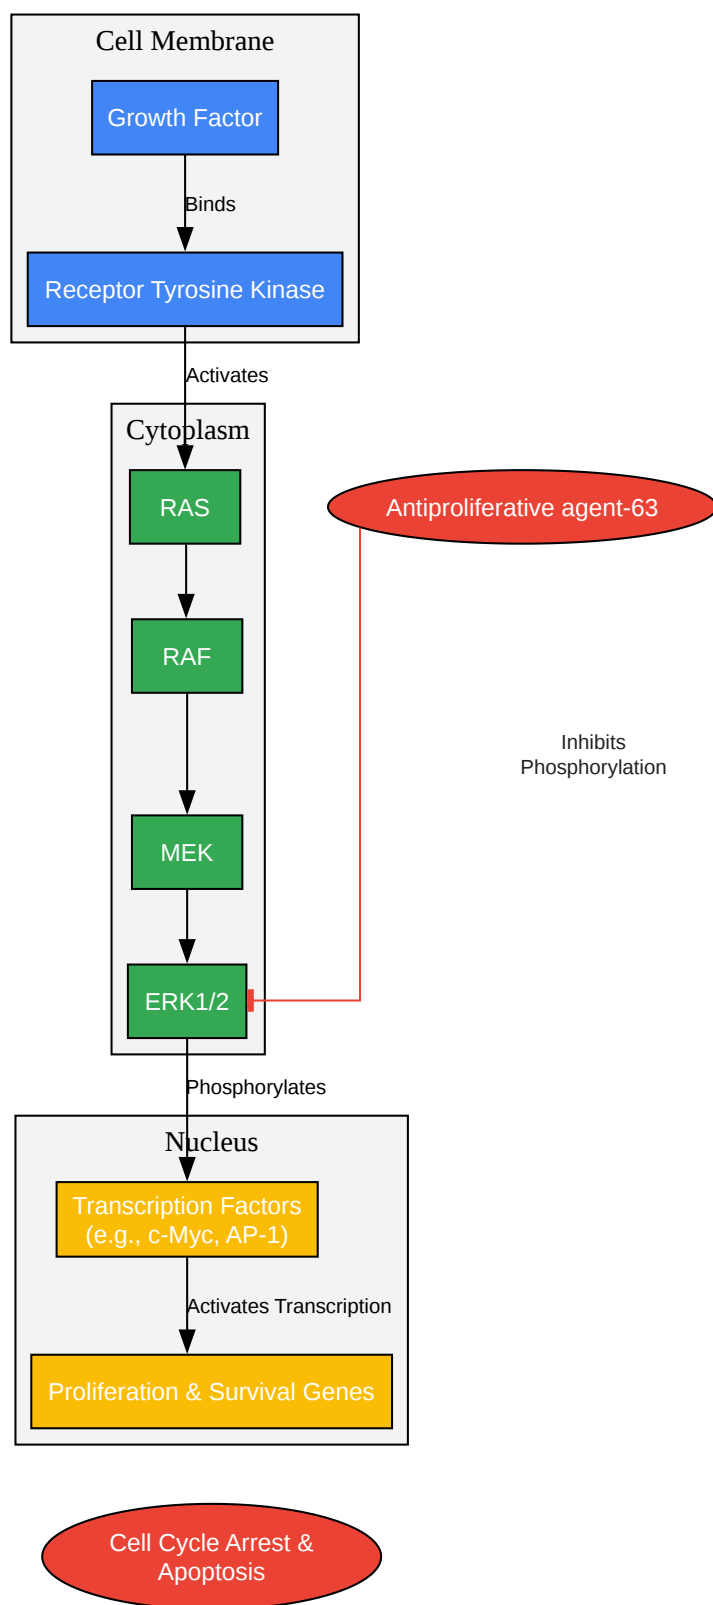 Cell Membrane
Growth Factor
Binds
Receptor Tyrosine Kinase
Activates
Cytoplasm
RAS
Antiproliferative agent-63
RAF
Inhibits
Phosphorylation
MEK
ERK1/2
Phosphorylates
Nucleus
Transcription Factors
(e.g., c-Myc, AP-1)
Activates Transcription
Proliferation & Survival Genes
Cell Cycle Arrest &
Apoptosis